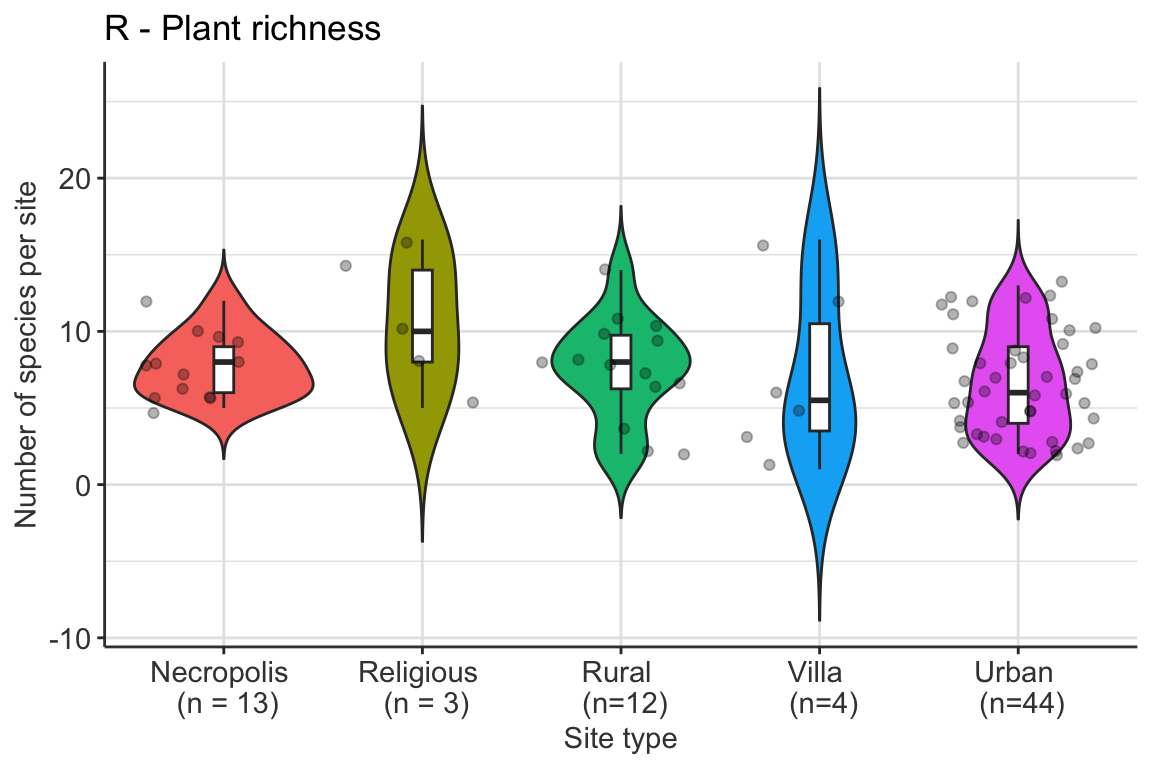 R - Plant richness
Number of species per site
20
10
0
-10
Necropolis Religious Rural Villa Urban
(n = 13) (n = 3) (n=12) (n=4) (n=44)
Site type